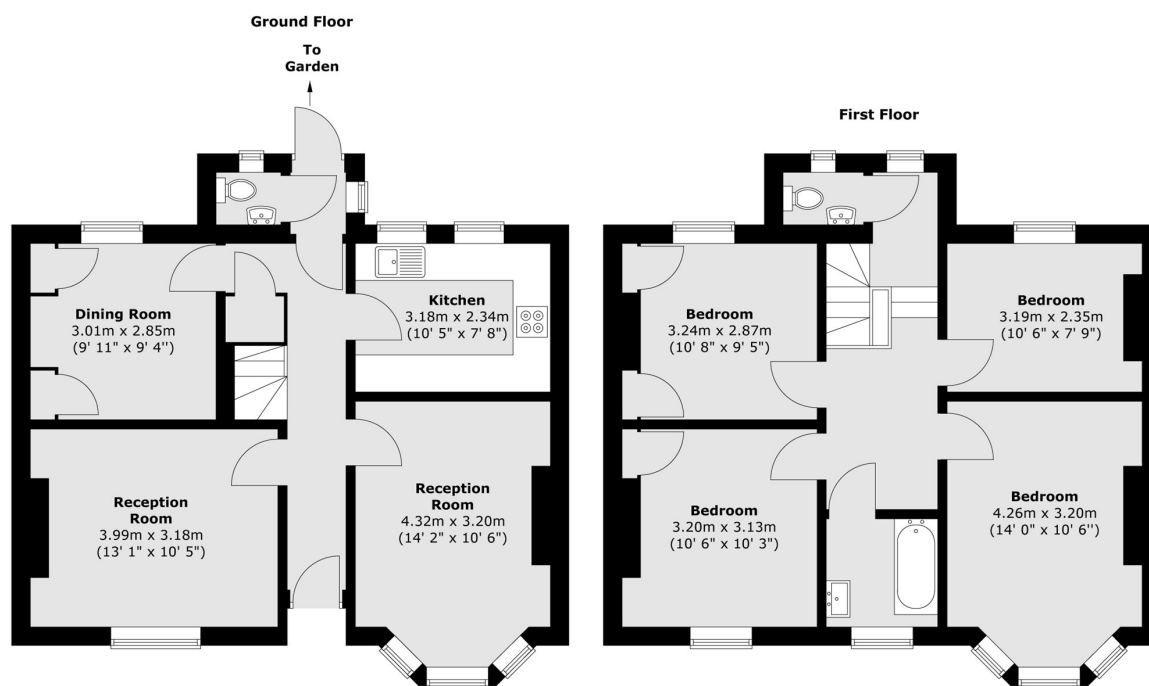 Ground Floor
To
Garden
Dining Room
3.01m x 2.85m
(9' 11" x 9' 4'')
Kitchen
3.18m x 2.34m
(10' 5" x 7' 8")
Reception
Room
3.99m x 3.18m
(13' 1" x 10' 5")
Reception
Room
4.32m x 3.20m
(14' 2" x 10' 6")
First Floor
Bedroom
3.24m x 2.87m
(10' 8" x 9' 5")
Bedroom
3.19m x 2.35m
(10' 6" x 7' 9")
Bedroom
3.20m x 3.13m
(10' 6" x 10' 3")
Bedroom
4.26m x 3.20m
(14' 0" x 10' 6'')